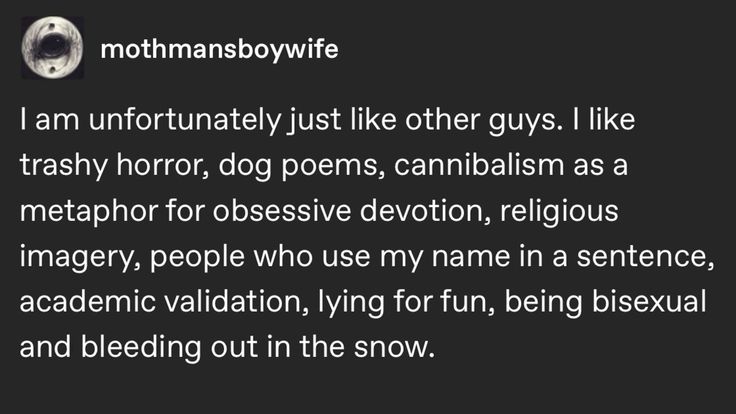 mothmansboywife
I am unfortunately just like other guys. I like
trashy horror, dog poems, cannibalism as a
metaphor for obsessive devotion, religious
imagery, people who use my name in a sentence,
academic validation, lying for fun, being bisexual
and bleeding out in the snow.